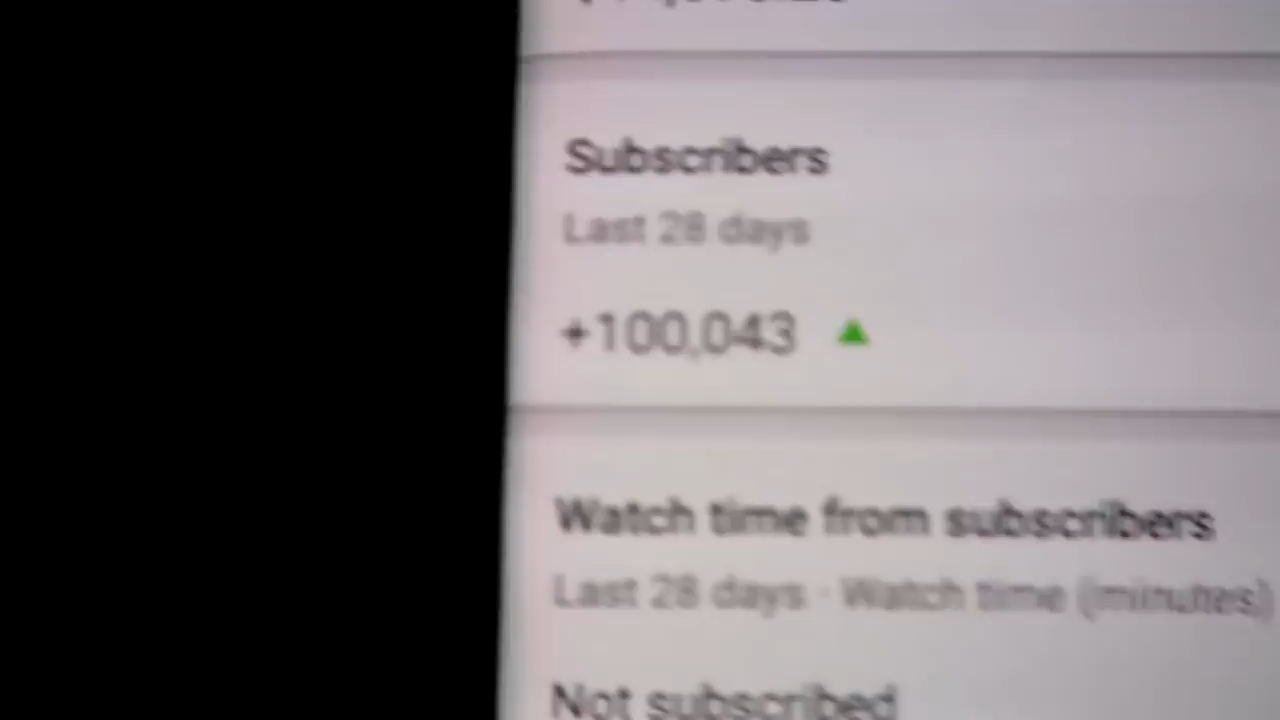 Subscribers
Last 28 days
+100,043
Watch time from subscribers
Last 28 days · Watch time (minutes)
Not subscribed